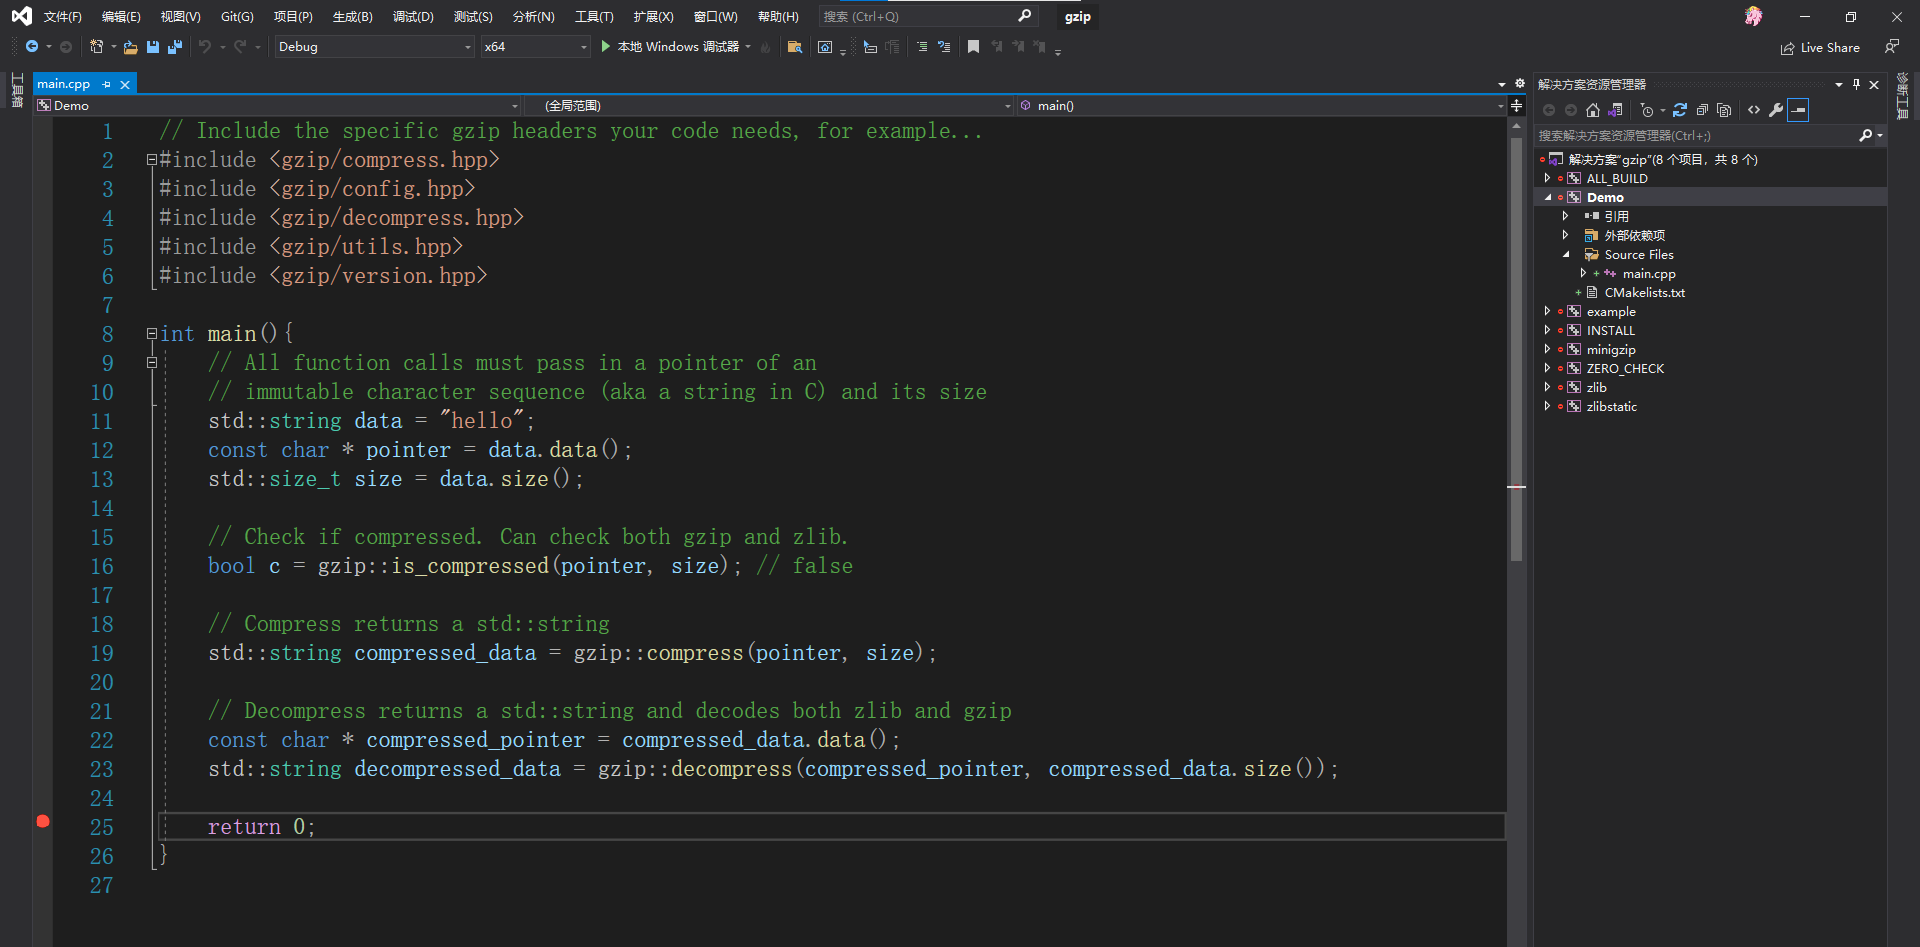 文件(F) 编辑(E) 视图(V) Git(G) 项目(P) 生成(B) 调试(D) 测试(S) 分析(N) 工具(T) 扩展(X) 窗口(W) 帮助(H) 搜索 (Ctrl+Q) gzip
Debug x64 本地 Windows 调试器 Live Share
工具箱
main.cpp
Demo (全局范围) main()
1 // Include the specific gzip headers your code needs, for example...
2 #include <gzip/compress.hpp>
3 #include <gzip/config.hpp>
4 #include <gzip/decompress.hpp>
5 #include <gzip/utils.hpp>
6 #include <gzip/version.hpp>
7
8 int main(){
9 // All function calls must pass in a pointer of an
10 // immutable character sequence (aka a string in C) and its size
11 std::string data = "hello";
12 const char * pointer = data.data();
13 std::size_t size = data.size();
14
15 // Check if compressed. Can check both gzip and zlib.
16 bool c = gzip::is_compressed(pointer, size); // false
17
18 // Compress returns a std::string
19 std::string compressed_data = gzip::compress(pointer, size);
20
21 // Decompress returns a std::string and decodes both zlib and gzip
22 const char * compressed_pointer = compressed_data.data();
23 std::string decompressed_data = gzip::decompress(compressed_pointer, compressed_data.size());
24
25 return 0;
26 }
27
解决方案资源管理器
搜索解决方案资源管理器(Ctrl+;)
解决方案"gzip"(8 个项目，共 8 个)
ALL_BUILD
Demo
引用
外部依赖项
Source Files
main.cpp
CMakelists.txt
example
INSTALL
minigzip
ZERO_CHECK
zlib
zlibstatic
诊断工具